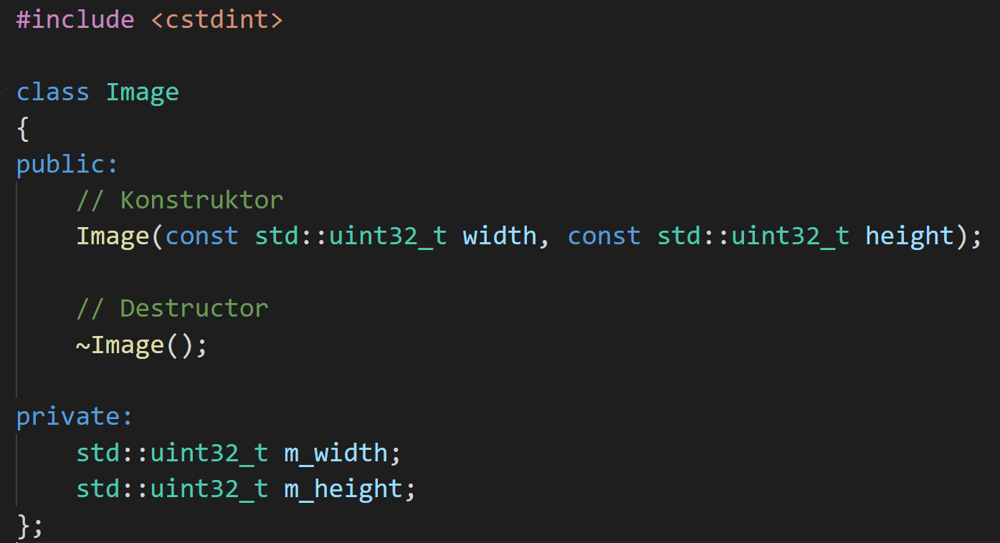 #include <cstdint>
class Image
{
public:
// Konstruktor
Image(const std::uint32_t width, const std::uint32_t height);
// Destructor
~Image();
private:
std::uint32_t m_width;
std::uint32_t m_height;
};